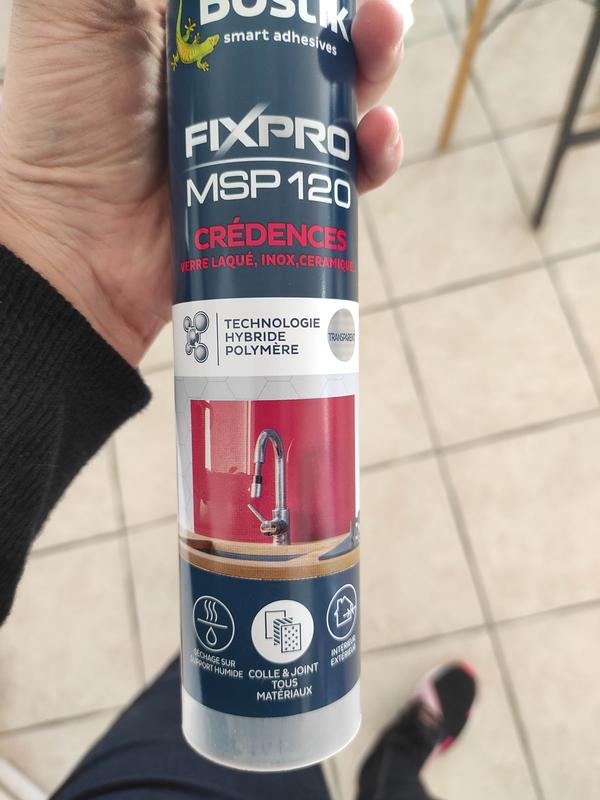 BOSTIK
smart adhesives
FIXPRO
MSP 120
CRÉDENCES
VERRE LAQUÉ, INOX,CERAMIQUE
TECHNOLOGIE
HYBRIDE
POLYMÈRE
TRANSPARENT
SÉCHAGE SUR
SUPPORT HUMIDE
COLLE & JOINT
TOUS
MATÉRIAUX
INTÉRIEUR
EXTÉRIEUR